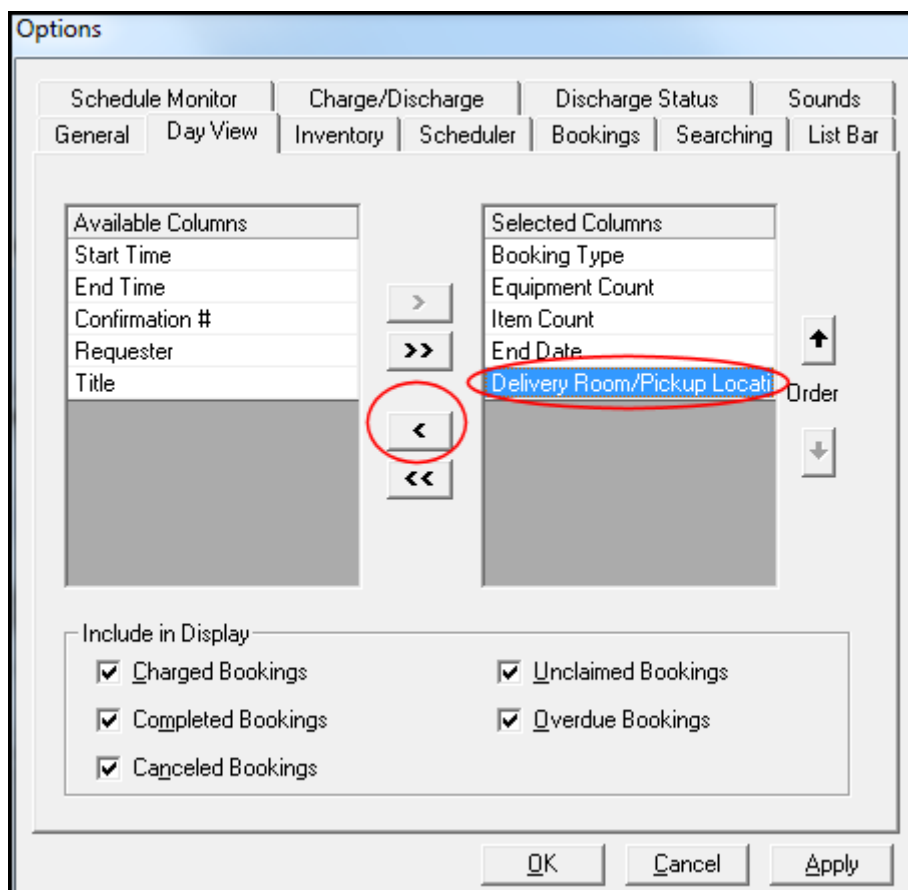 Options
Schedule Monitor Charge/Discharge Discharge Status Sounds
General Day View Inventory Scheduler Bookings Searching List Bar
Available Columns
Start Time
End Time
Confirmation #
Requester
Title
>
>>
<
<<
Selected Columns
Booking Type
Equipment Count
Item Count
End Date
Delivery Room/Pickup Locati
Order
Include in Display
Charged Bookings Unclaimed Bookings
Completed Bookings Overdue Bookings
Canceled Bookings
OK Cancel Apply